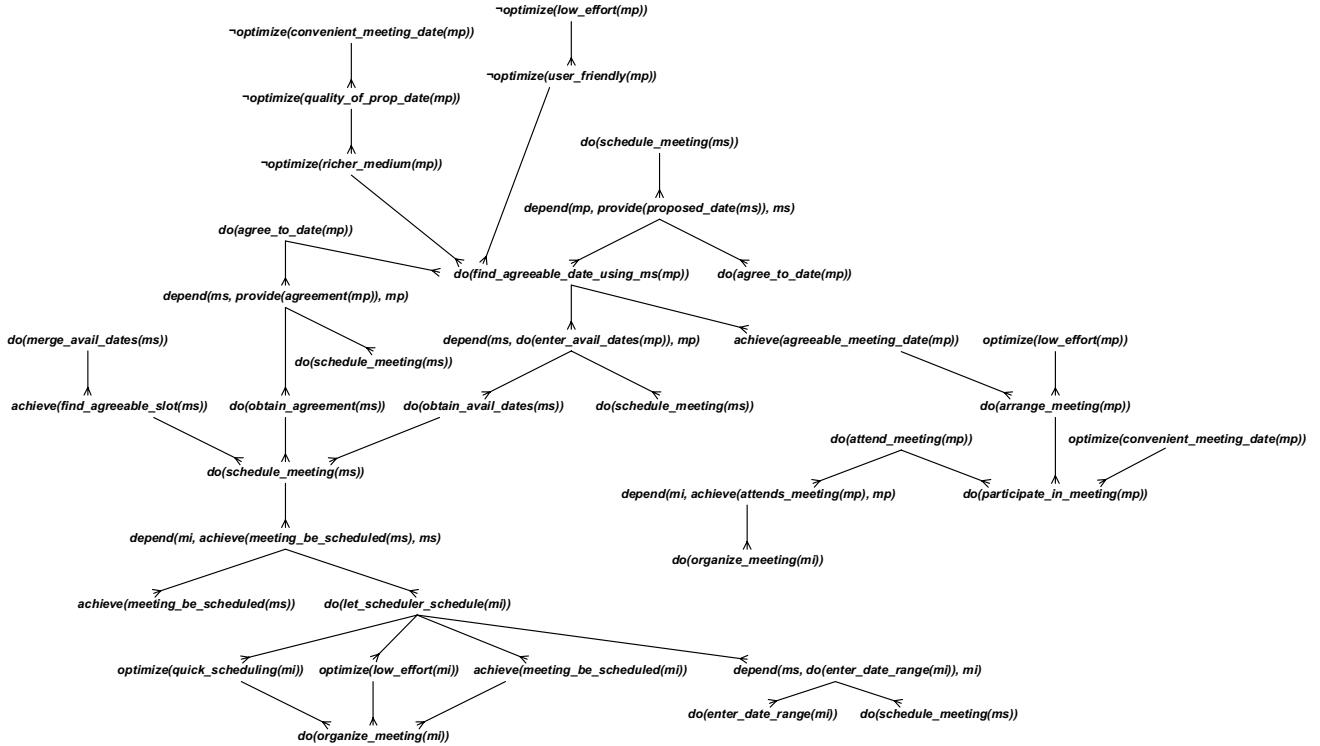 ¬optimize(low_effort(mp))
¬optimize(convenient_meeting_date(mp))
¬optimize(user_friendly(mp))
¬optimize(quality_of_prop_date(mp))
do(schedule_meeting(ms))
¬optimize(richer_medium(mp))
depend(mp, provide(proposed_date(ms)), ms)
do(agree_to_date(mp))
do(find_agreeable_date_using_ms(mp))
do(agree_to_date(mp))
depend(ms, provide(agreement(mp)), mp)
do(merge_avail_dates(ms))
depend(ms, do(enter_avail_dates(mp)), mp)
achieve(agreeable_meeting_date(mp))
optimize(low_effort(mp))
do(schedule_meeting(ms))
achieve(find_agreeable_slot(ms))
do(obtain_agreement(ms))
do(obtain_avail_dates(ms))
do(schedule_meeting(ms))
do(arrange_meeting(mp))
do(attend_meeting(mp))
optimize(convenient_meeting_date(mp))
do(schedule_meeting(ms))
depend(mi, achieve(attends_meeting(mp), mp)
do(participate_in_meeting(mp))
depend(mi, achieve(meeting_be_scheduled(ms), ms)
do(organize_meeting(mi))
achieve(meeting_be_scheduled(ms))
do(let_scheduler_schedule(mi))
optimize(quick_scheduling(mi))
optimize(low_effort(mi))
achieve(meeting_be_scheduled(mi))
depend(ms, do(enter_date_range(mi)), mi)
do(enter_date_range(mi))
do(schedule_meeting(ms))
do(organize_meeting(mi))